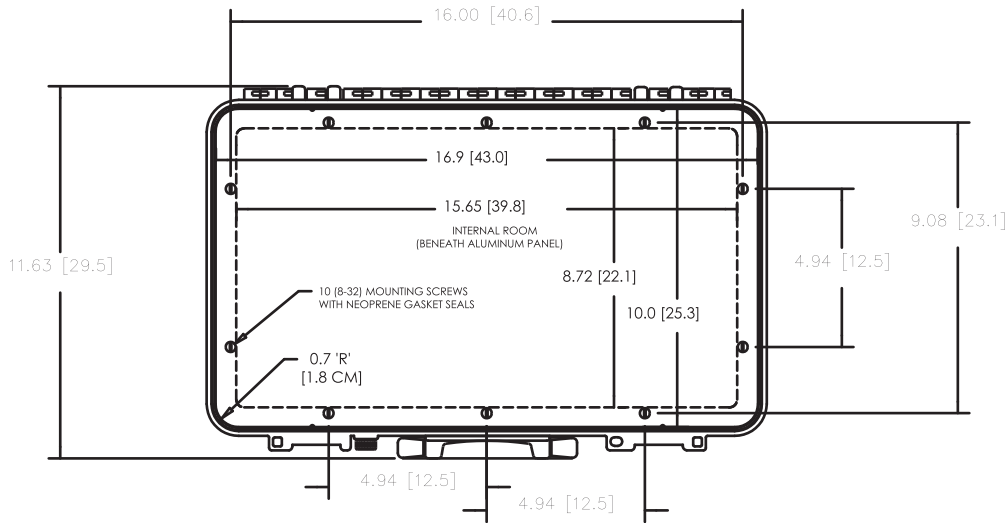 16.00 [40.6]
16.9 [43.0]
15.65 [39.8]
INTERNAL ROOM
(BENEATH ALUMINUM PANEL)
9.08 [23.1]
11.63 [29.5]
4.94 [12.5]
8.72 [22.1]
10 (8-32) MOUNTING SCREWS
WITH NEOPRENE GASKET SEALS
10.0 [25.3]
0.7 'R'
[1.8 CM]
4.94 [12.5]
4.94 [12.5]